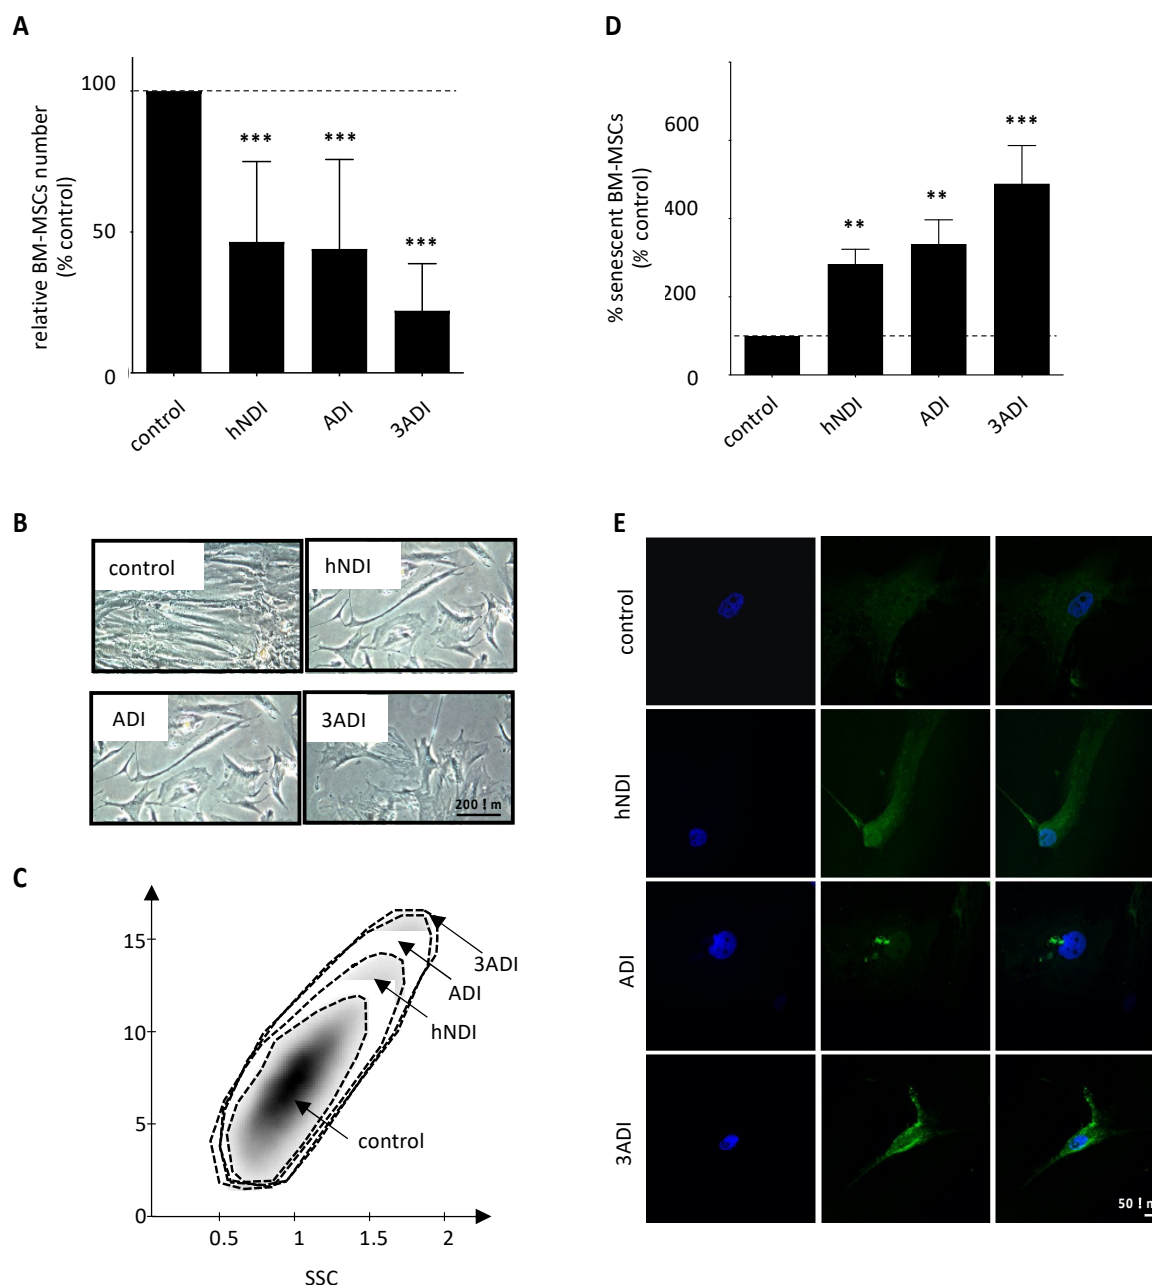 A
relative BM-MSCs number
(% control)
100
50
0
***
***
***
control
hNDI
ADI
3ADI
D
% senescent BM-MSCs
(% control)
600
400
200
0
**
**
***
control
hNDI
ADI
3ADI
B
control
hNDI
ADI
3ADI
200 ! m
C
15
10
5
0
3ADI
ADI
hNDI
control
0.5
1
1.5
2
SSC
E
control
hNDI
ADI
3ADI
50 ! m